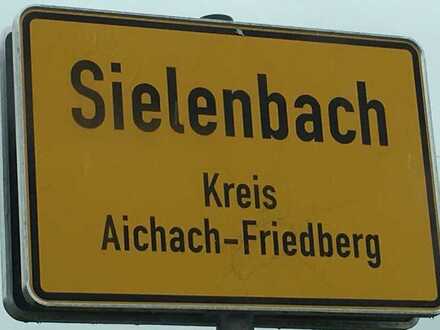 Sielenbach
Kreis
Aichach-Friedberg